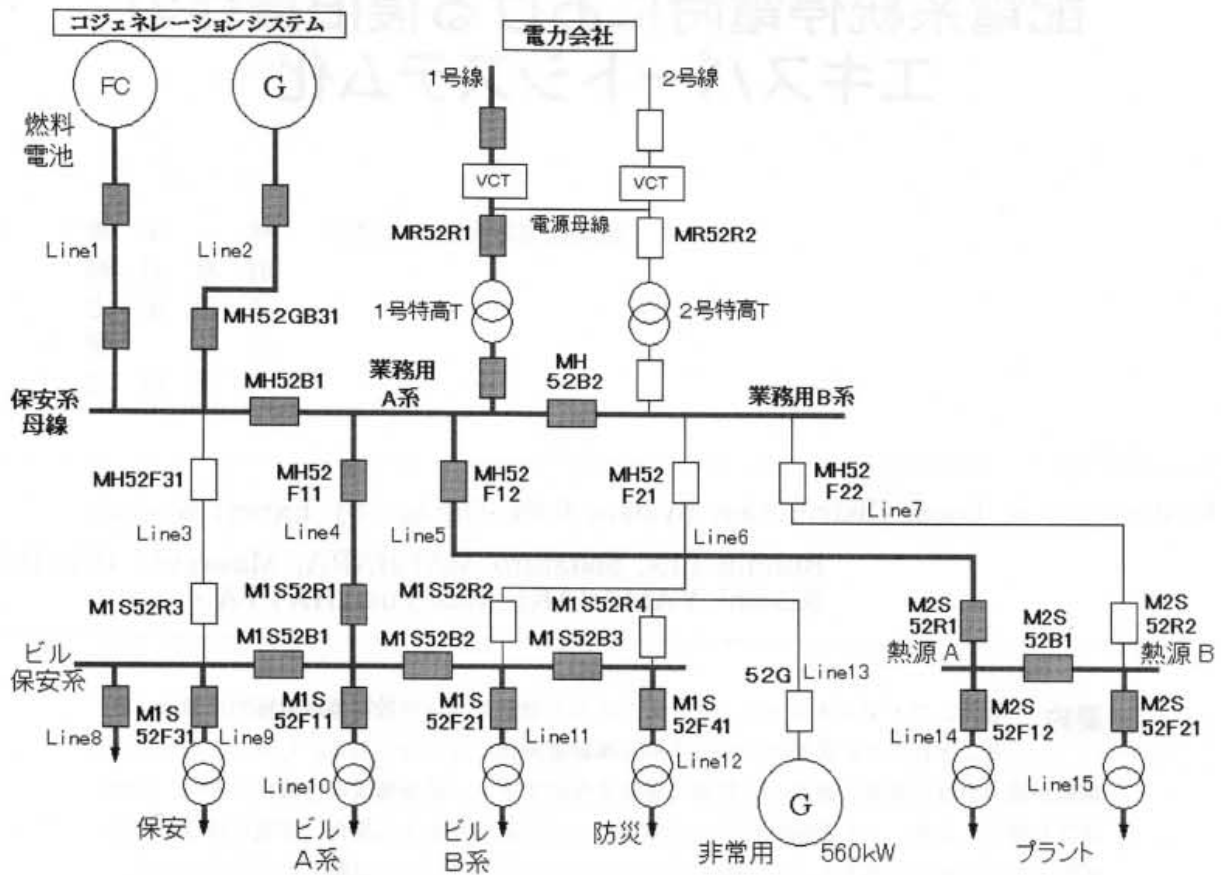 コジェネレーションシステム
電力会社
1号線
2号線
FC
G
燃料
電池
VCT
VCT
電源母線
Line1
Line2
MR52R1
MR52R2
MH52GB31
1号特高T
2号特高T
MH52B1
業務用
A系
MH
52B2
業務用B系
保安系
母線
MH52F31
MH52
F11
MH52
F12
MH52
F21
MH52
F22
Line3
Line4
Line5
Line6
Line7
M1S52R3
M1S52R1
M1S52R2
M1S52R4
M2S
52R1
M2S
52B1
M2S
52R2
ビル
保安系
M1S52B1
M1S52B2
M1S52B3
熱源A
熱源B
52G
Line13
Line8
M1S
52F31
Line9
M1S
52F11
M1S
52F21
Line11
M1S
52F41
Line14
M2S
52F12
M2S
52F21
Line10
Line12
Line15
G
保安
ビル
A系
ビル
B系
防災
非常用
560kW
プラント